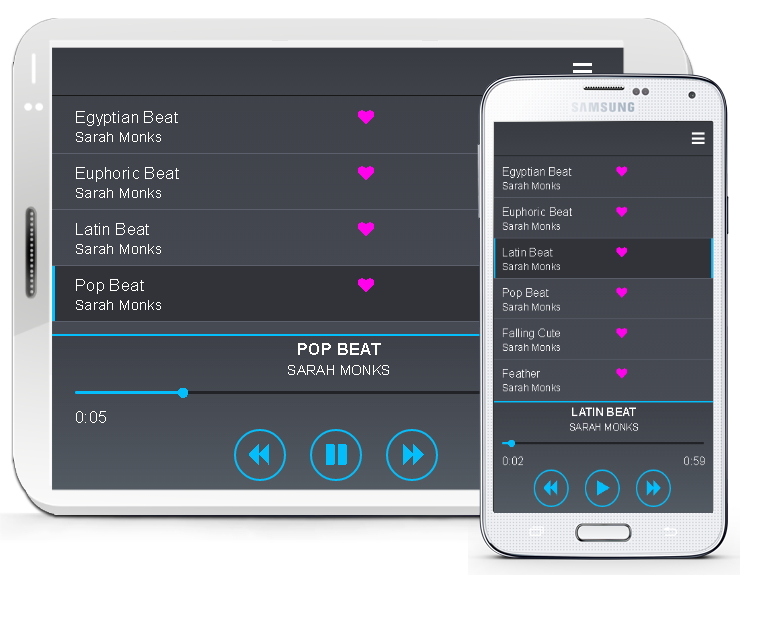 Egyptian Beat
Sarah Monks
Euphoric Beat
Sarah Monks
Latin Beat
Sarah Monks
Pop Beat
Sarah Monks
POP BEAT
SARAH MONKS
0:05
SAMSUNG
Egyptian Beat
Sarah Monks
Euphoric Beat
Sarah Monks
Latin Beat
Sarah Monks
Pop Beat
Sarah Monks
Falling Cute
Sarah Monks
Feather
Sarah Monks
LATIN BEAT
SARAH MONKS
0:02 0:59